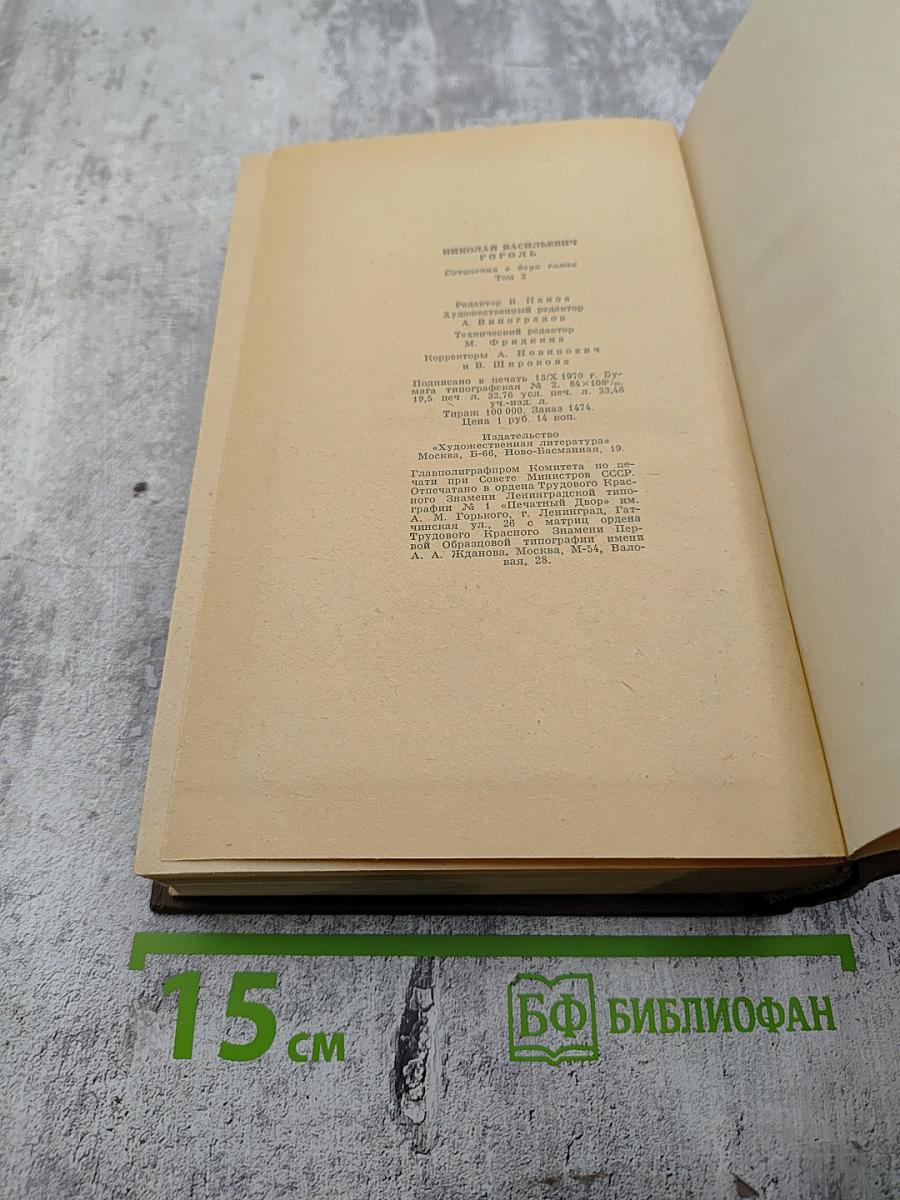 НИКОЛАЙ ВАСИЛЬЕВИЧ
ГОГОЛЬ
Сочинения в двух томах
Том 2
Редактор В. Панов
Художественный редактор
А. Виноградов
Технический редактор
М. Фридкина
Корректоры А. Новинович
и В. Широкова
Подписано в печать 13/X 1970 г. Бу-
мага типографская № 2. 84×108¹/₃₂.
19,5 печ. л. 32,76 усл. печ. л. 33,46
уч.-изд. л.
Тираж 100 000. Заказ 1474.
Цена 1 руб. 14 коп.
Издательство
«Художественная литература»
Москва, Б-66, Ново-Басманная, 19.
Главполиграфпром Комитета по пе-
чати при Совете Министров СССР.
Отпечатано в ордена Трудового Крас-
ного Знамени Ленинградской типо-
графии № 1 «Печатный Двор» им.
А. М. Горького, г. Ленинград, Гат-
чинская ул., 26 с матриц ордена
Трудового Красного Знамени Пер-
вой Образцовой типографии имени
А. А. Жданова. Москва, М-54, Вало-
вая, 28.
15 см
БФ БИБЛИОФАН